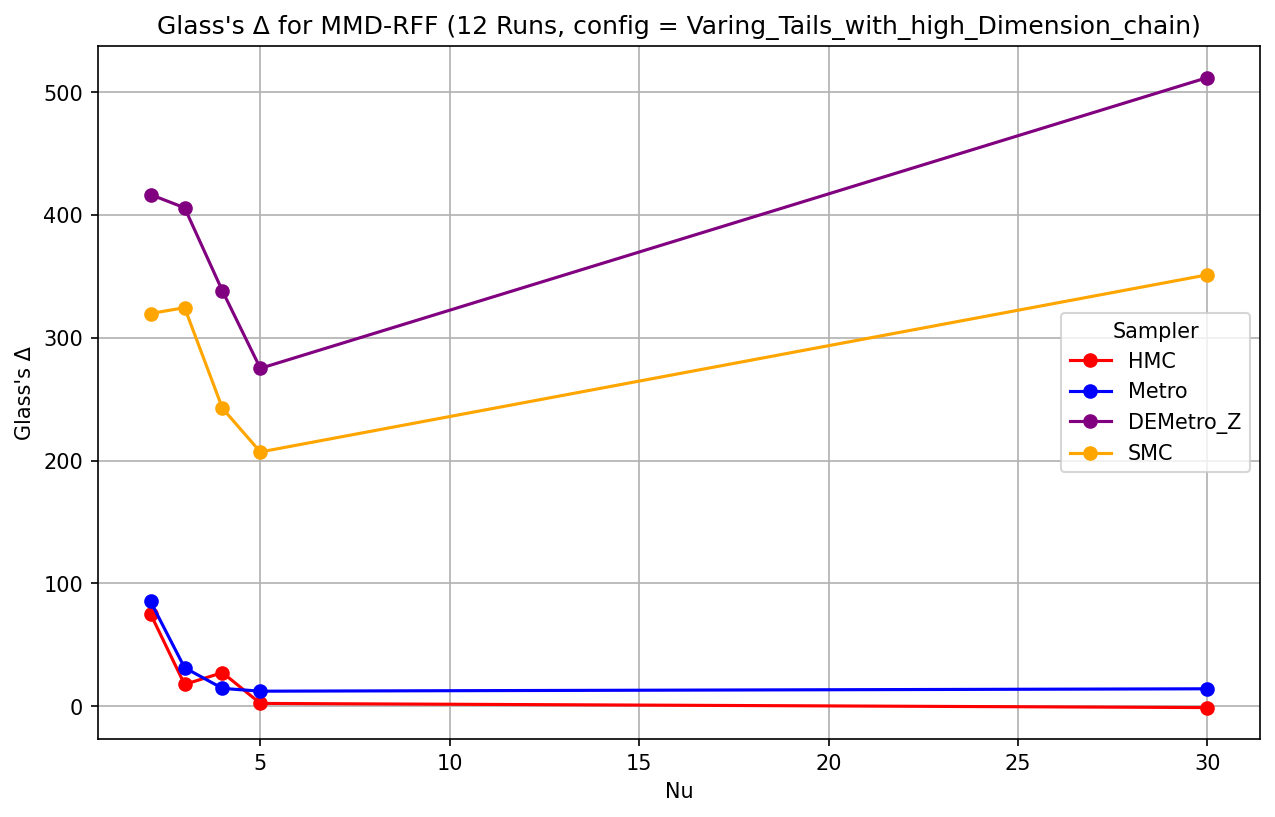 Glass's Δ for MMD-RFF (12 Runs, config = Varing_Tails_with_high_Dimension_chain)
Glass's Δ
500
400
300
200
100
0
Sampler
HMC
Metro
DEMetro_Z
SMC
5
10
15
20
25
30
Nu